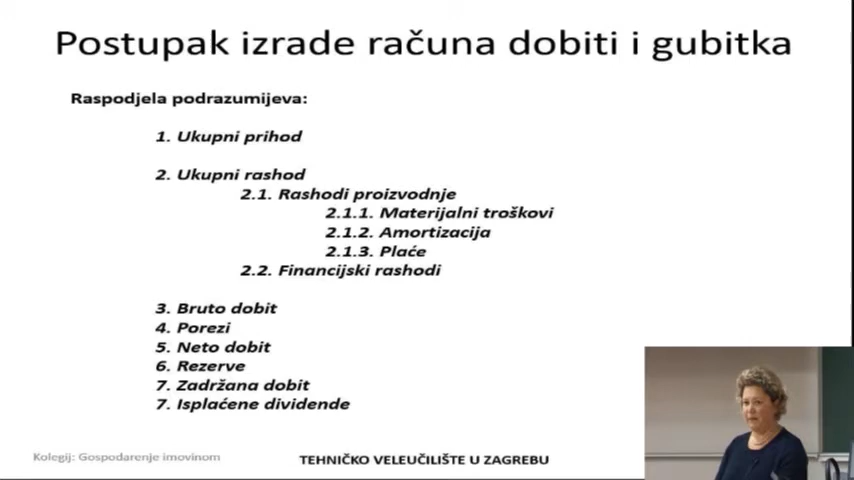 Postupak izrade računa dobiti i gubitka
Raspodjela podrazumijeva:
1. Ukupni prihod
2. Ukupni rashod
2.1. Rashodi proizvodnje
2.1.1. Materijalni troškovi
2.1.2. Amortizacija
2.1.3. Plaće
2.2. Financijski rashodi
3. Bruto dobit
4. Porezi
5. Neto dobit
6. Rezerve
7. Zadržana dobit
7. Isplaćene dividende
Kolegij: Gospodarenje imovinom
TEHNIČKO VELEUČILIŠTE U ZAGREBU